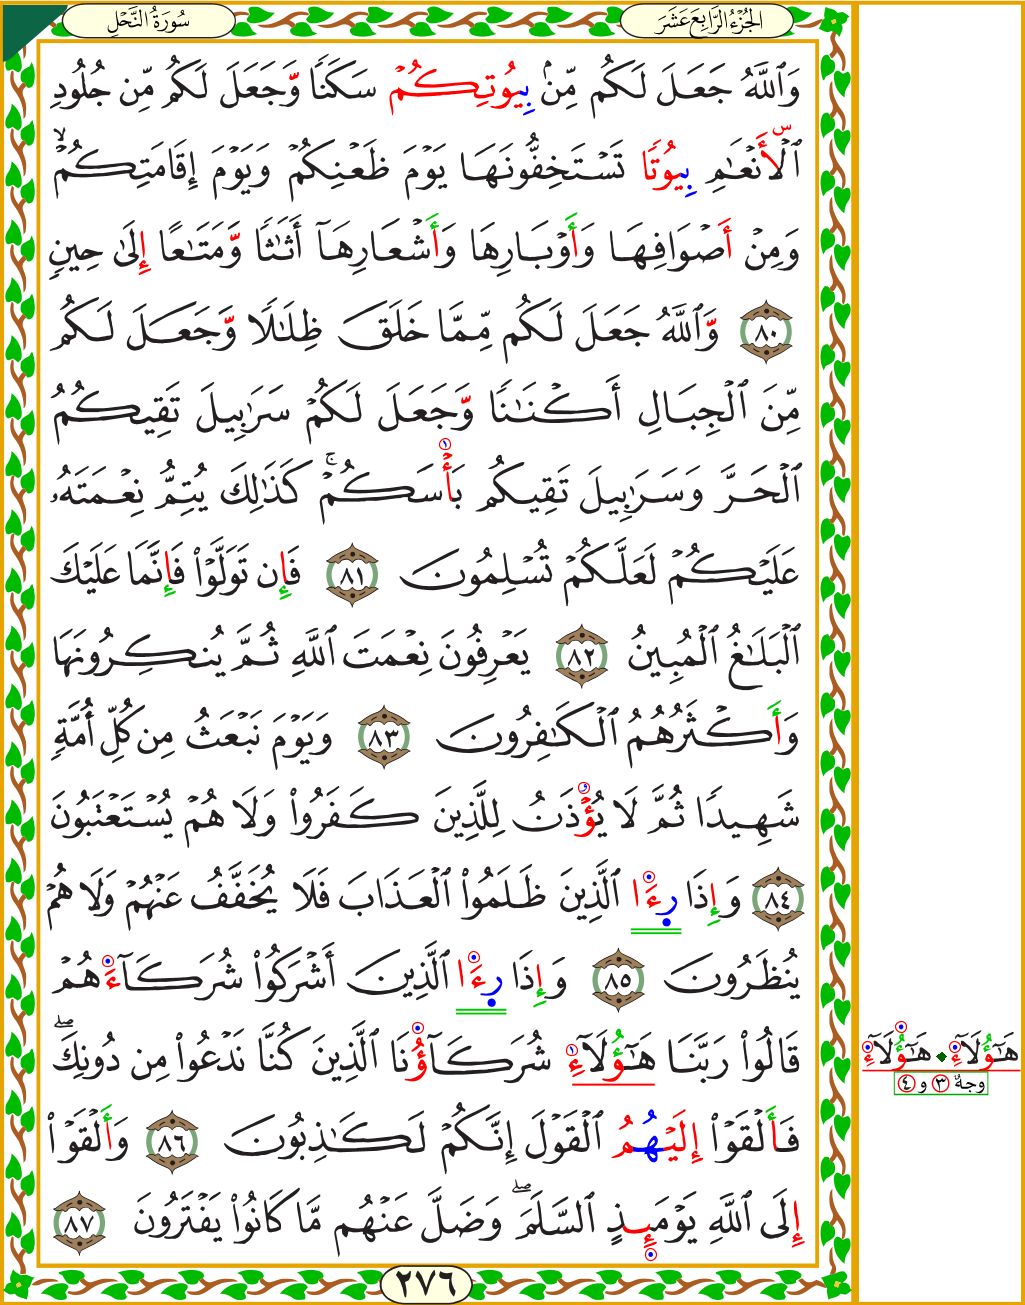 سُورَةُ النَّحْلِ
الجُزْءُ الرَّابِعَ عَشَرَ
وَٱللَّهُ جَعَلَ لَكُم مِّنۢ بِيُوتِكُمۡ سَكَنٗا وَّجَعَلَ لَكُم مِّن جُلُودِ
ٱلۡأَنۡعَٰمِ بِيُوتٗا تَسۡتَخِفُّونَهَا يَوۡمَ ظَعۡنِكُمۡ وَيَوۡمَ إِقَامَتِكُمۡۙ
وَمِنۡ أَصۡوَافِهَا وَأَوۡبَارِهَا وَأَشۡعَارِهَآ أَثَٰثٗا وَّمَتَٰعًا إِلَىٰ حِينٖ
٨٠ وَّٱللَّهُ جَعَلَ لَكُم مِّمَّا خَلَقَ ظِلَٰلٗا وَّجَعَلَ لَكُم
مِّنَ ٱلۡجِبَالِ أَكۡنَٰنٗا وَّجَعَلَ لَكُمۡ سَرَٰبِيلَ تَقِيكُمُ
ٱلۡحَرَّ وَسَرَٰبِيلَ تَقِيكُم بَأۡسَكُمۡۚ كَذَٰلِكَ يُتِمُّ نِعۡمَتَهُۥ
عَلَيۡكُمۡ لَعَلَّكُمۡ تُسۡلِمُونَ ٨١ فَإِن تَوَلَّوۡاْ فَإِنَّمَا عَلَيۡكَ
ٱلۡبَلَٰغُ ٱلۡمُبِينُ ٨٢ يَعۡرِفُونَ نِعۡمَتَ ٱللَّهِ ثُمَّ يُنكِرُونَهَا
وَأَكۡثَرُهُمُ ٱلۡكَٰفِرُونَ ٨٣ وَيَوۡمَ نَبۡعَثُ مِن كُلِّ أُمَّةٖ
شَهِيدٗا ثُمَّ لَا يُؤۡذَنُ لِلَّذِينَ كَفَرُواْ وَلَا هُمۡ يُسۡتَعۡتَبُونَ
٨٤ وَإِذَا رِءَا ٱلَّذِينَ ظَلَمُواْ ٱلۡعَذَابَ فَلَا يُخَفَّفُ عَنۡهُمۡ وَلَا هُمۡ
يُنظَرُونَ ٨٥ وَإِذَا رِءَا ٱلَّذِينَ أَشۡرَكُواْ شُرَكَآءَهُمۡ
قَالُواْ رَبَّنَا هَٰٓؤُلَآءِ شُرَكَآؤُنَا ٱلَّذِينَ كُنَّا نَدۡعُواْ مِن دُونِكَۖ
فَأَلۡقَوۡاْ إِلَيۡهُمُ ٱلۡقَوۡلَ إِنَّكُمۡ لَكَٰذِبُونَ ٨٦ وَأَلۡقَوۡاْ
إِلَى ٱللَّهِ يَوۡمَئِذٍ ٱلسَّلَمَۖ وَضَلَّ عَنۡهُم مَّا كَانُواْ يَفۡتَرُونَ ٨٧
هَٰٓؤُلَآءِ ◆ هَٰٓؤُلَآءِ
وجهٌ ٣ و ٤
٢٧٦